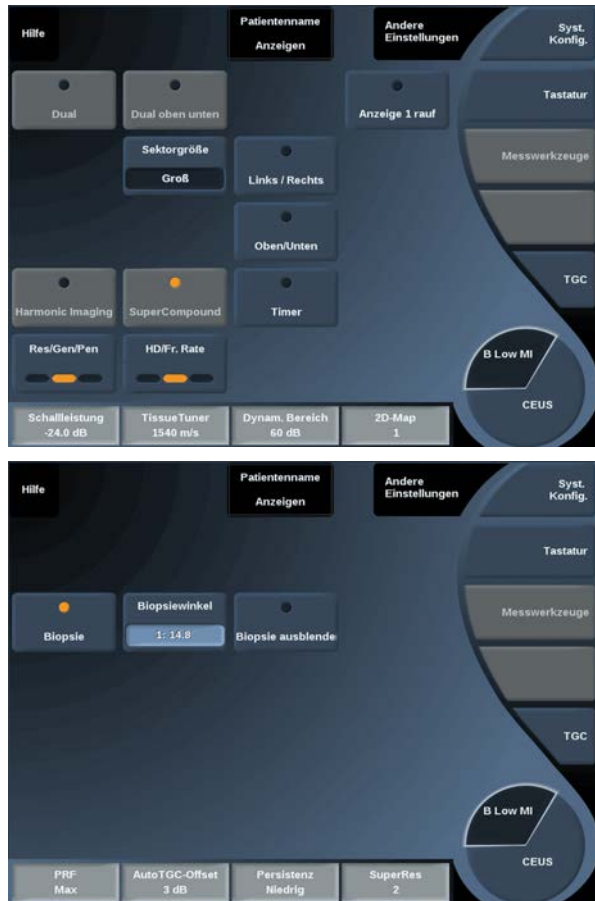 Hilfe
Patientenname
Anzeigen
Andere
Einstellungen
Syst.
Konfig.
Tastatur
Dual
Dual oben unten
Anzeige 1 rauf
Sektorgröße
Groß
Links / Rechts
Messwerkzeuge
Oben/Unten
TGC
Harmonic Imaging
SuperCompound
Timer
Res/Gen/Pen
HD/Fr. Rate
B Low MI
CEUS
Schallleistung
-24.0 dB
TissueTuner
1540 m/s
Dynam. Bereich
60 dB
2D-Map
1
Hilfe
Patientenname
Anzeigen
Andere
Einstellungen
Syst.
Konfig.
Tastatur
Biopsie
Biopsiewinkel
1: 14.8°
Biopsie ausblende
Messwerkzeuge
TGC
B Low MI
CEUS
PRF
Max
AutoTGC-Offset
3 dB
Persistenz
Niedrig
SuperRes
2